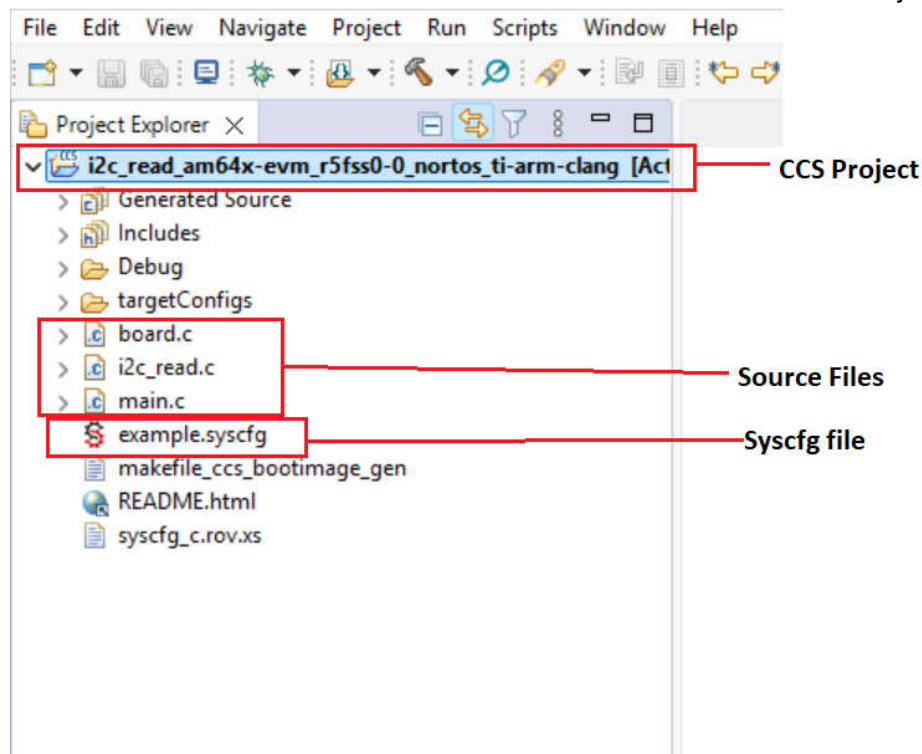 File Edit View Navigate Project Run Scripts Window Help
Project Explorer
i2c_read_am64x-evm_r5fss0-0_nortos_ti-arm-clang [Act
CCS Project
Generated Source
Includes
Debug
targetConfigs
board.c
i2c_read.c
main.c
Source Files
example.syscfg
Syscfg file
makefile_ccs_bootimage_gen
README.html
syscfg_c.rov.xs